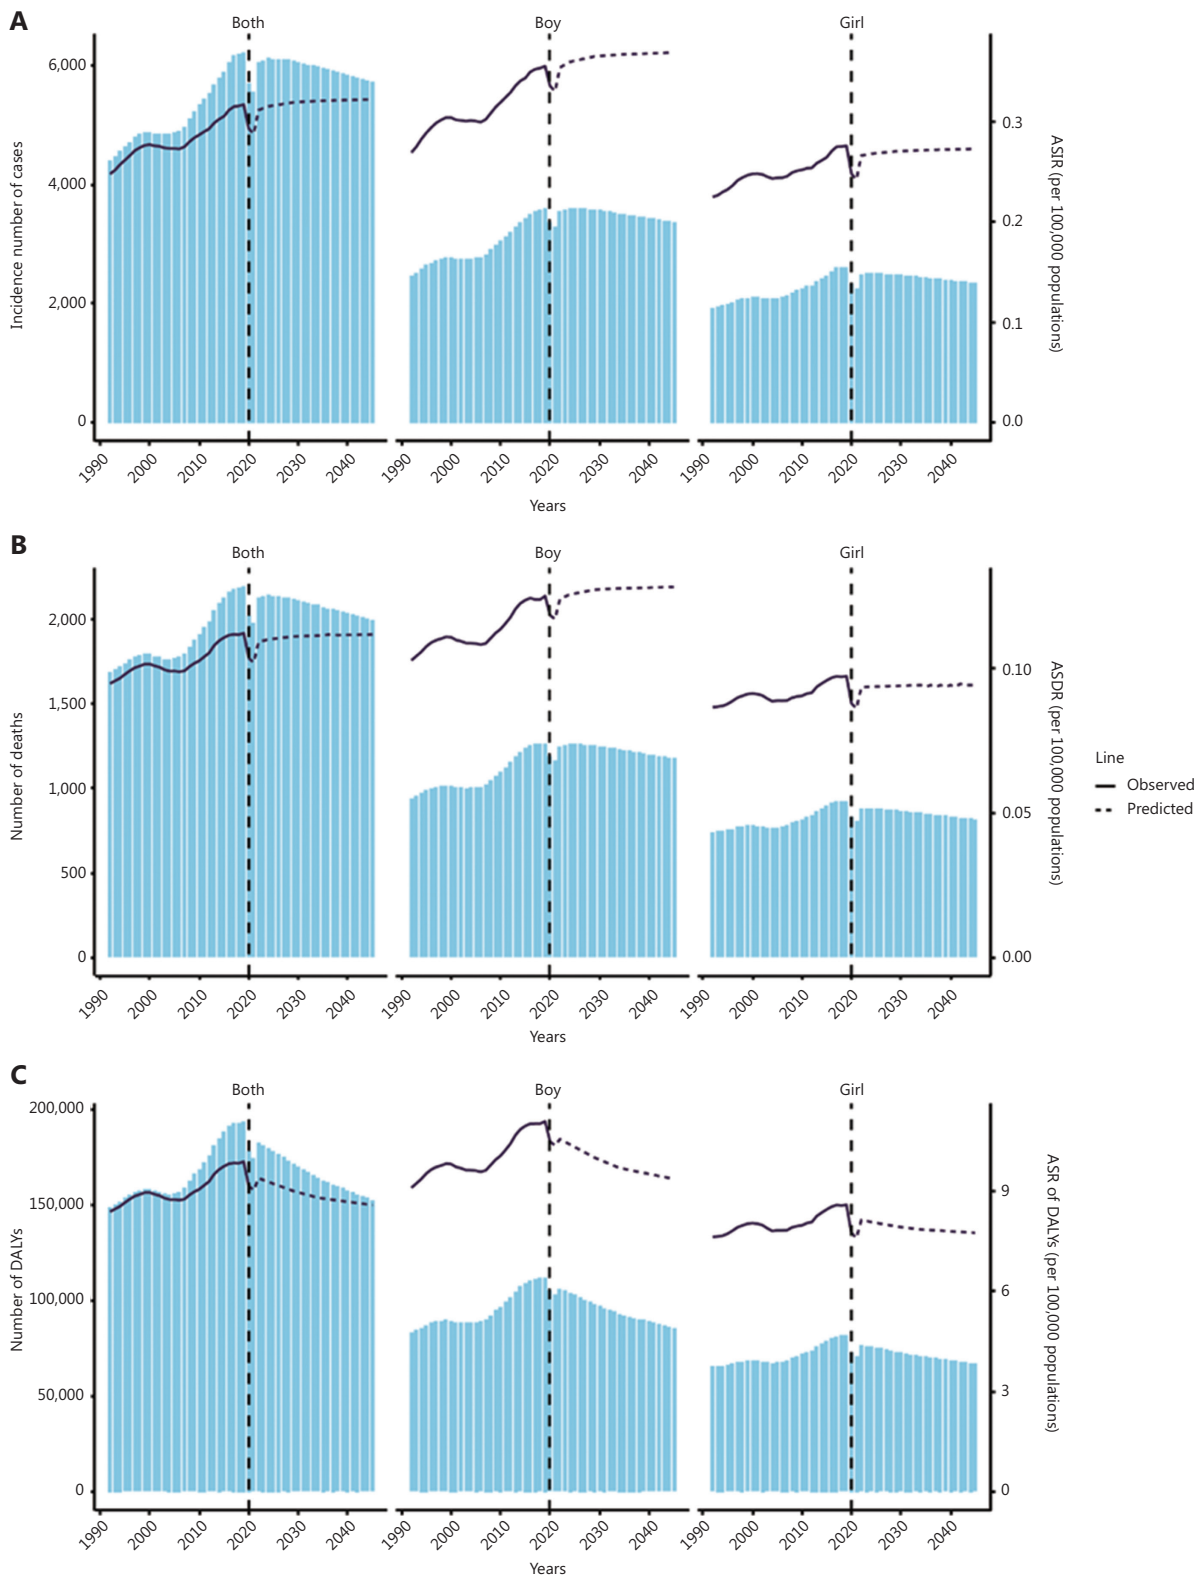 A
Both
Boy
Girl
6,000
4,000
2,000
0
Incidence number of cases
0.3
0.2
0.1
0.0
ASIR (per 100,000 populations)
1990 2000 2010 2020 2030 2040
1990 2000 2010 2020 2030 2040
1990 2000 2010 2020 2030 2040
Years
B
Both
Boy
Girl
2,000
1,500
1,000
500
0
Number of deaths
0.10
0.05
0.00
ASDR (per 100,000 populations)
Line
Observed
Predicted
1990 2000 2010 2020 2030 2040
1990 2000 2010 2020 2030 2040
1990 2000 2010 2020 2030 2040
Years
C
Both
Boy
Girl
200,000
150,000
100,000
50,000
0
Number of DALYs
9
6
3
0
ASR of DALYs (per 100,000 populations)
1990 2000 2010 2020 2030 2040
1990 2000 2010 2020 2030 2040
1990 2000 2010 2020 2030 2040
Years